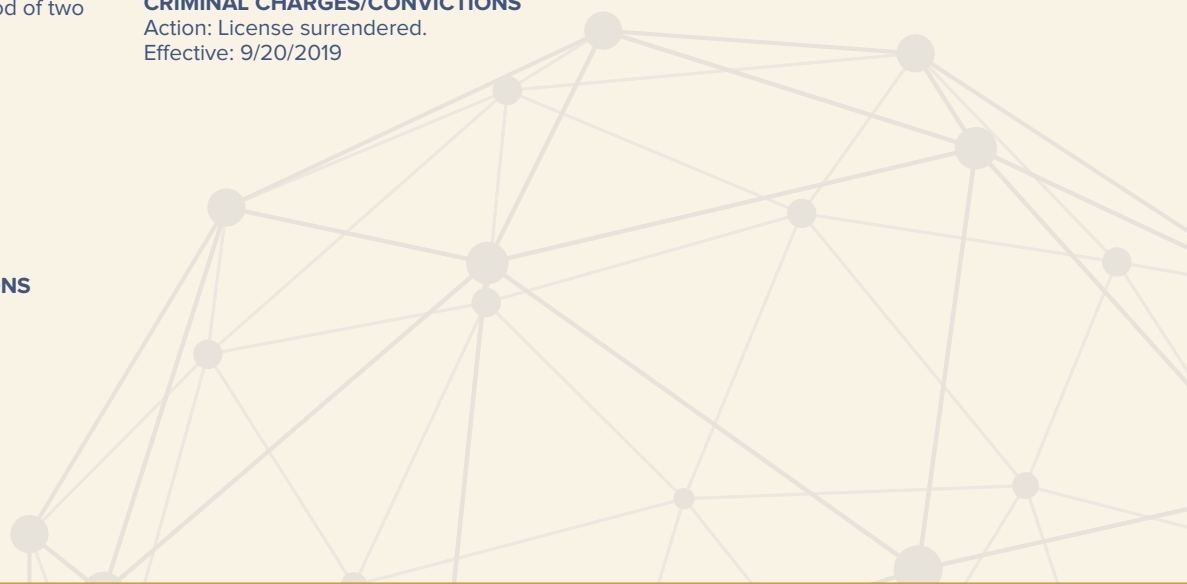 od of two
NS
CRIMINAL CHARGES/CONVICTIONS
Action: License surrendered.
Effective: 9/20/2019